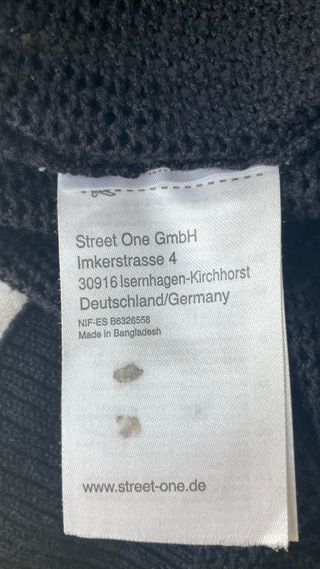 Street One GmbH
Imkerstrasse 4
30916 Isernhagen-Kirchhorst
Deutschland/Germany
NIF-ES B6326558
Made in Bangladesh
www.street-one.de